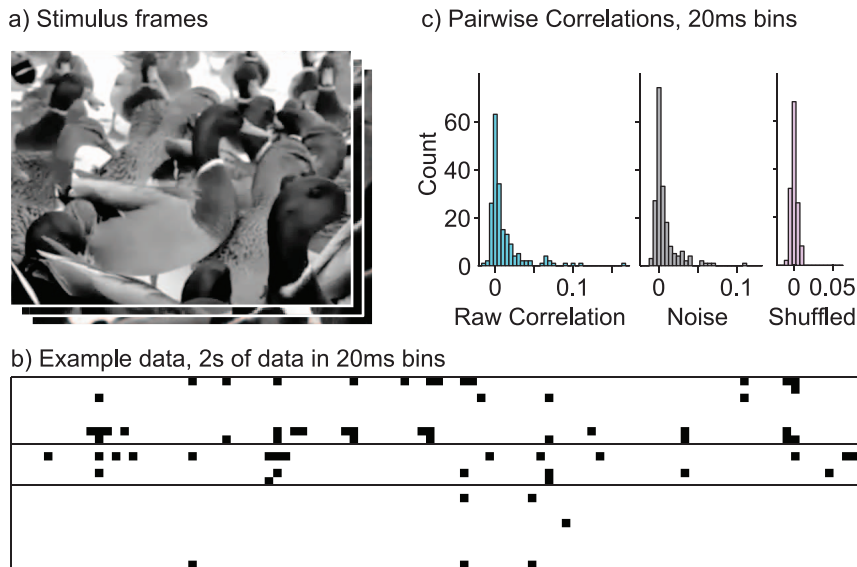 a) Stimulus frames
c) Pairwise Correlations, 20ms bins
Count
60
40
20
0
0 0.1
Raw Correlation
0 0.1
Noise
0 0.05
Shuffled
b) Example data, 2s of data in 20ms bins